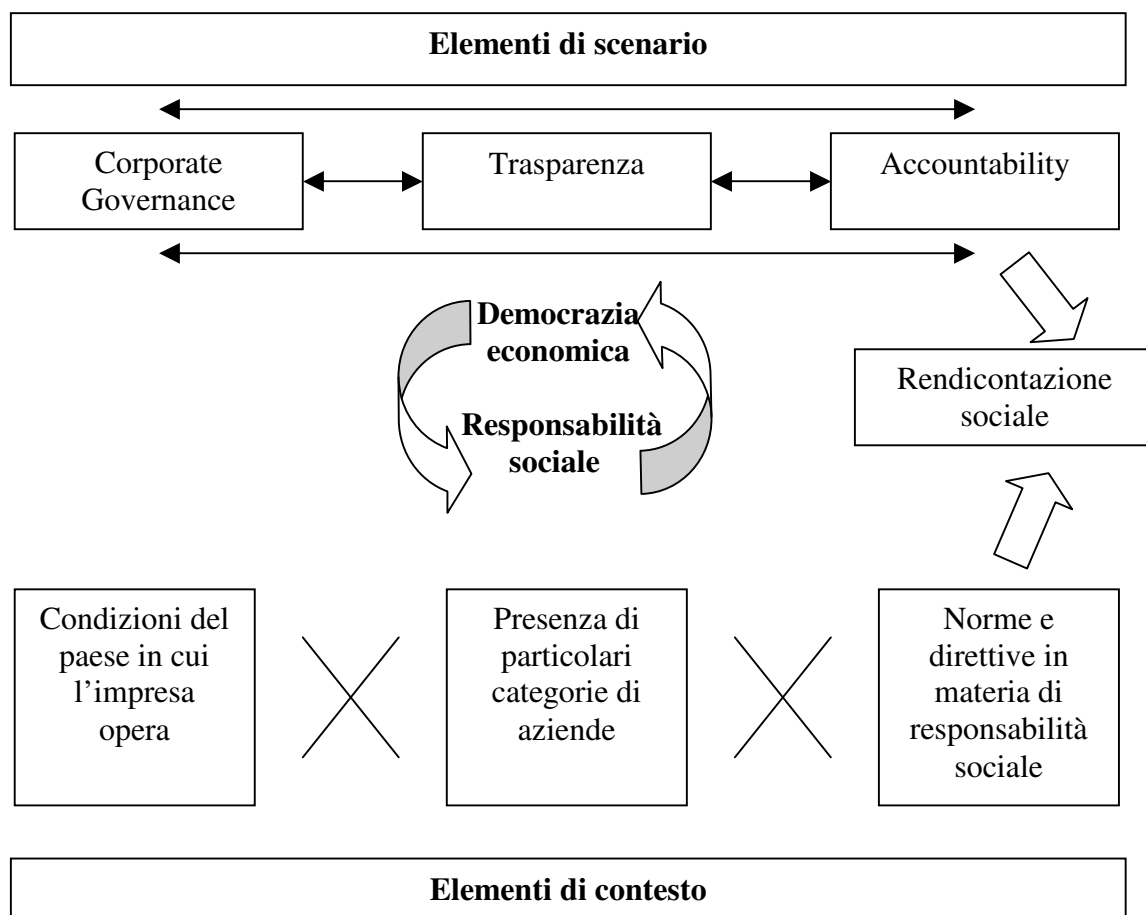 Elementi di scenario
Corporate
Governance
Trasparenza
Accountability
Democrazia
economica
Responsabilità
sociale
Rendicontazione
sociale
Condizioni del
paese in cui
l’impresa
opera
Presenza di
particolari
categorie di
aziende
Norme e
direttive in
materia di
responsabilità
sociale
Elementi di contesto